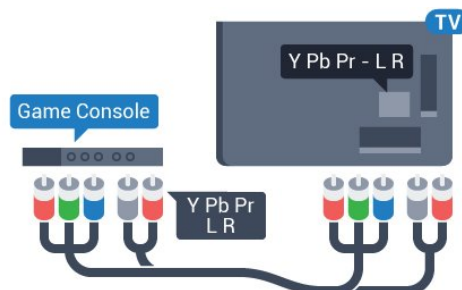 TV
Y Pb Pr - L R
Game Console
Y Pb Pr
L R